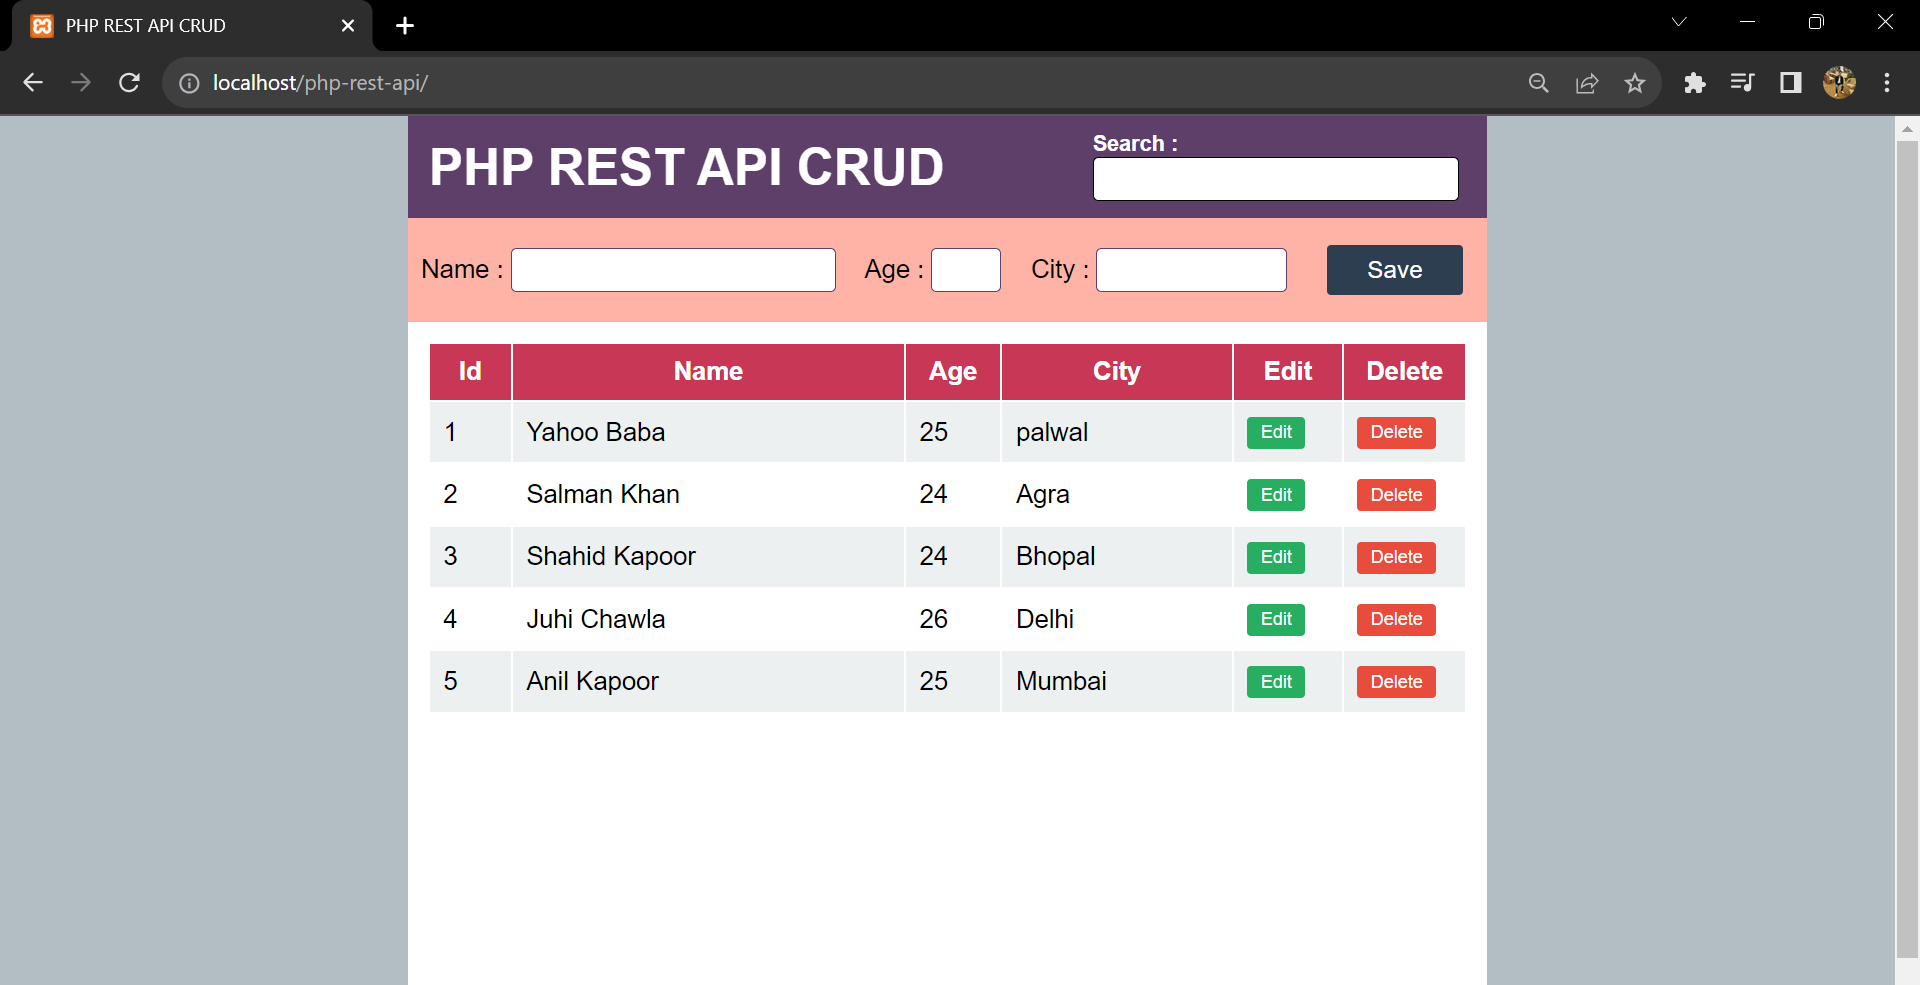 PHP REST API CRUD
localhost/php-rest-api/
PHP REST API CRUD
Search :
Name : Age : City : Save
Id Name Age City Edit Delete
1 Yahoo Baba 25 palwal Edit Delete
2 Salman Khan 24 Agra Edit Delete
3 Shahid Kapoor 24 Bhopal Edit Delete
4 Juhi Chawla 26 Delhi Edit Delete
5 Anil Kapoor 25 Mumbai Edit Delete